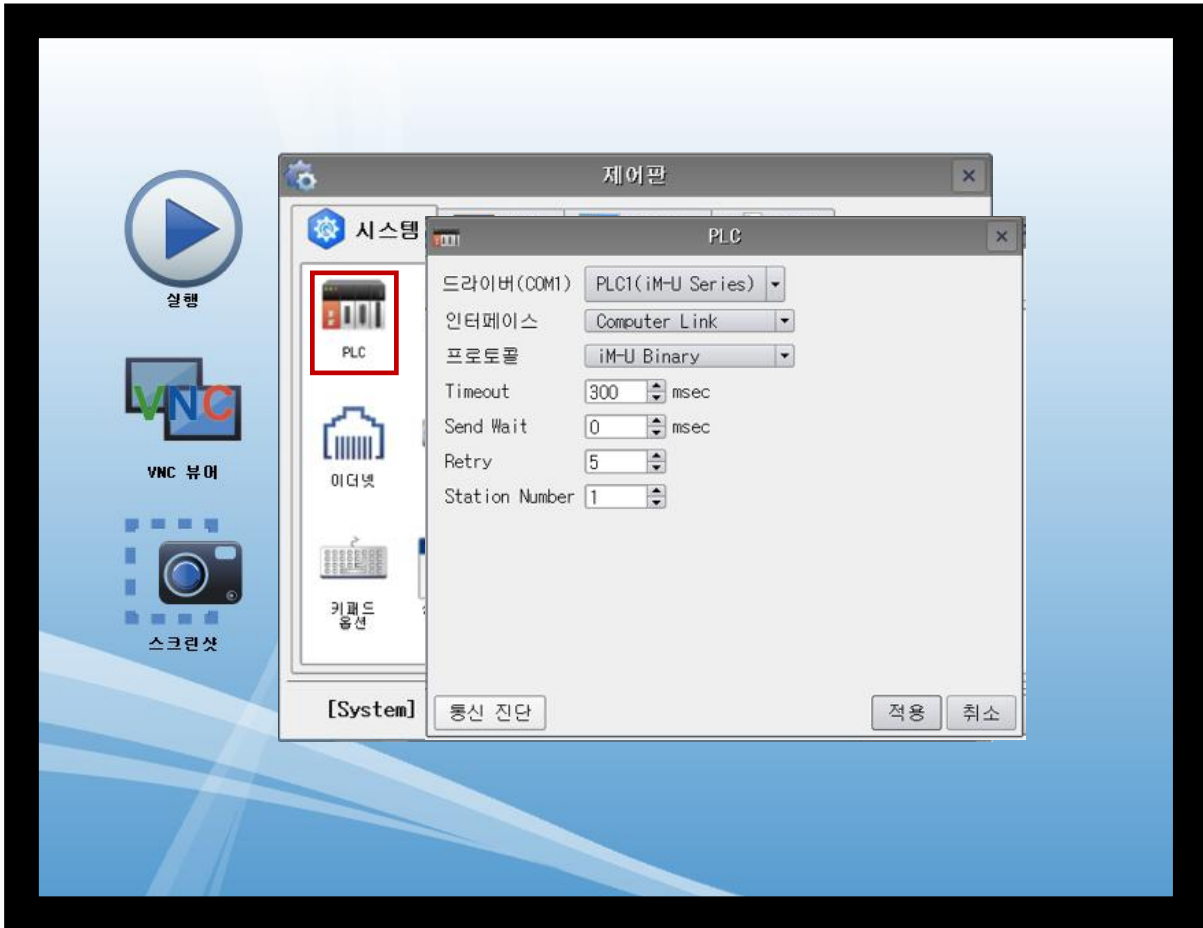 제어판
시스템
PLC
드라이버(COM1) PLC1(iM-U Series)
인터페이스 Computer Link
프로토콜 iM-U Binary
Timeout 300 msec
Send Wait 0 msec
Retry 5
Station Number 1
통신 진단
적용 취소
PLC
이더넷
키패드
옵션
[System]
실행
VNC
VNC 뷰어
스크린샷